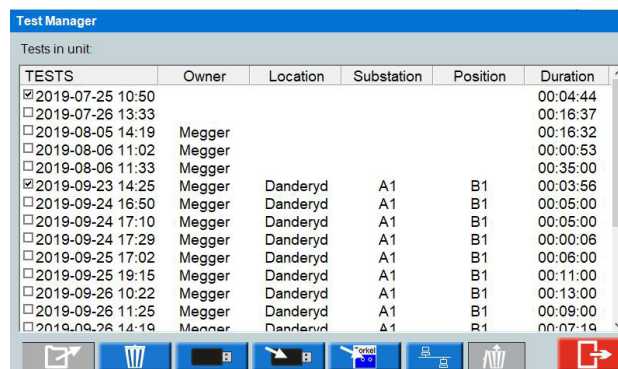 Test Manager
Tests in unit:
TESTS Owner Location Substation Position Duration
2019-07-25 10:50 00:04:44
2019-07-26 13:33 00:16:37
2019-08-05 14:19 Megger 00:16:32
2019-08-06 11:02 Megger 00:00:53
2019-08-06 11:33 Megger 00:35:00
2019-09-23 14:25 Megger Danderyd A1 B1 00:03:56
2019-09-24 16:50 Megger Danderyd A1 B1 00:05:00
2019-09-24 17:10 Megger Danderyd A1 B1 00:05:00
2019-09-24 17:29 Megger Danderyd A1 B1 00:00:06
2019-09-25 17:02 Megger Danderyd A1 B1 00:06:00
2019-09-25 19:15 Megger Danderyd A1 B1 00:11:00
2019-09-26 10:22 Megger Danderyd A1 B1 00:13:00
2019-09-26 11:25 Megger Danderyd A1 B1 00:09:00
2019-09-26 14:19 Megger Danderyd A1 B1 00:07:19
Torkel